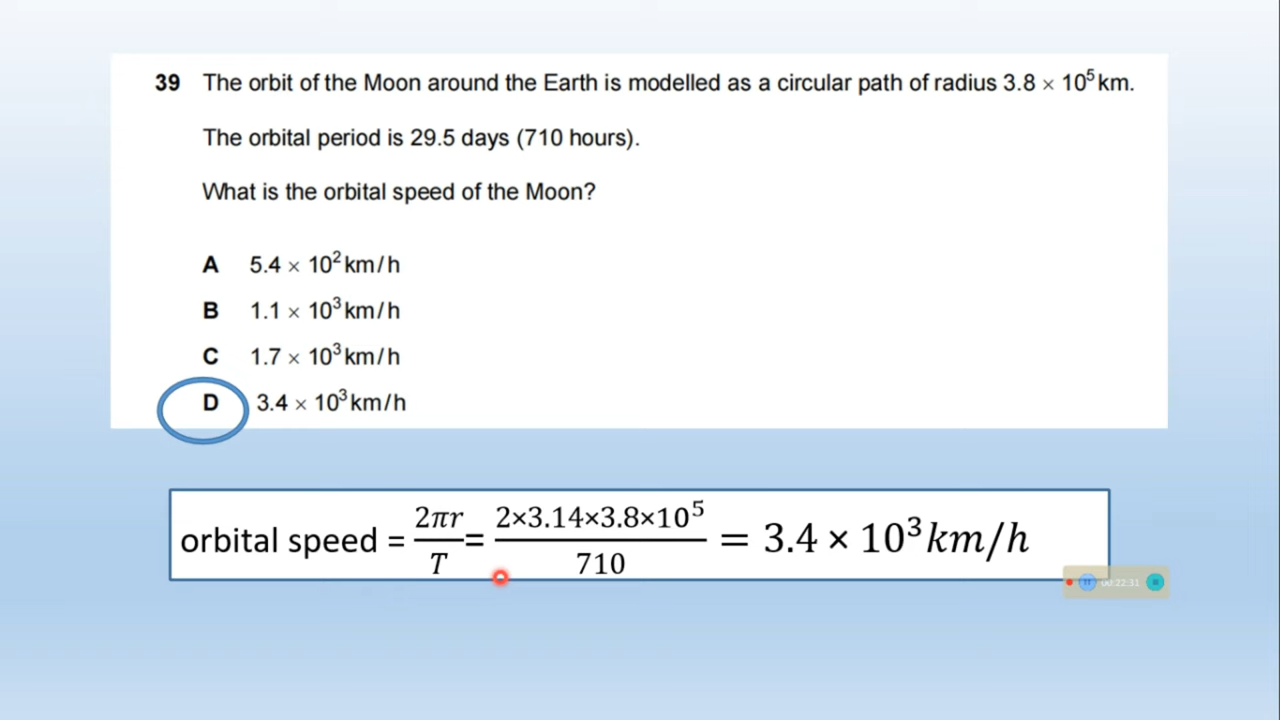 39 The orbit of the Moon around the Earth is modelled as a circular path of radius 3.8 × 10⁵ km.
The orbital period is 29.5 days (710 hours).
What is the orbital speed of the Moon?
A 5.4 × 10² km/h
B 1.1 × 10³ km/h
C 1.7 × 10³ km/h
D 3.4 × 10³ km/h
orbital speed = 2πr/T = 2×3.14×3.8×10⁵/710 = 3.4 × 10³ km/h
00:22:31